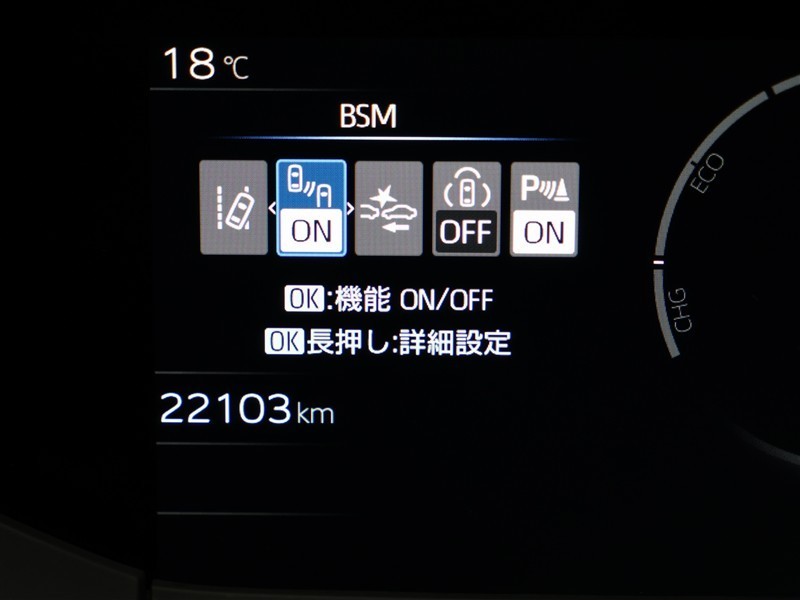 18℃
BSM
ON OFF P ON
OK:機能 ON/OFF
OK長押し:詳細設定
22103km
ECO
CHG